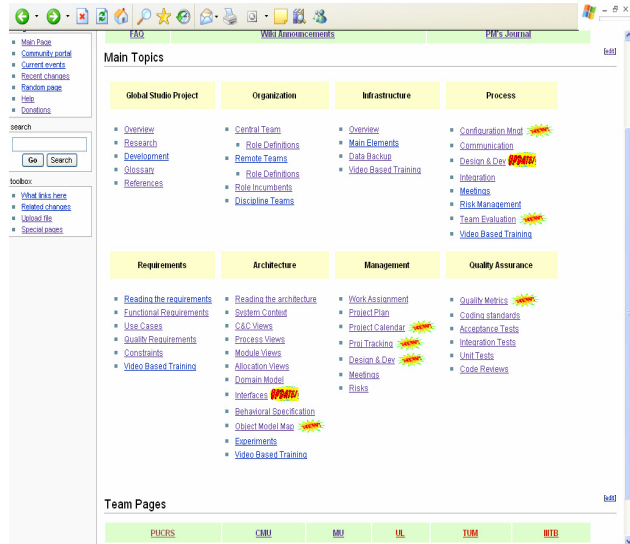 FAQ Wiki Announcements PM's Journal
Main Page
Community portal
Current events
Recent changes
Random page
Help
Donations
search
Go Search
toolbox
What links here
Related changes
Upload file
Special pages
Main Topics [edit]
Global Studio Project
Overview
Research
Development
Glossary
References
Organization
Central Team
Role Definitions
Remote Teams
Role Definitions
Role Incumbents
Discipline Teams
Infrastructure
Overview
Main Elements
Data Backup
Video Based Training
Process
Configuration Mngt
Communication
Design & Dev UPDATE!
Integration
Meetings
Risk Management
Team Evaluation
Video Based Training
Requirements
Reading the requirements
Functional Requirements
Use Cases
Quality Requirements
Constraints
Video Based Training
Architecture
Reading the architecture
System Context
C&C Views
Process Views
Module Views
Allocation Views
Domain Model
Interfaces UPDATE!
Behavioral Specification
Object Model Map
Experiments
Video Based Training
Management
Work Assignment
Project Plan
Project Calendar
Proj Tracking
Design & Dev
Meetings
Risks
Quality Assurance
Quality Metrics
Coding standards
Acceptance Tests
Integration Tests
Unit Tests
Code Reviews
Team Pages [edit]
PUCRS CMU MU UL TUM IIITB